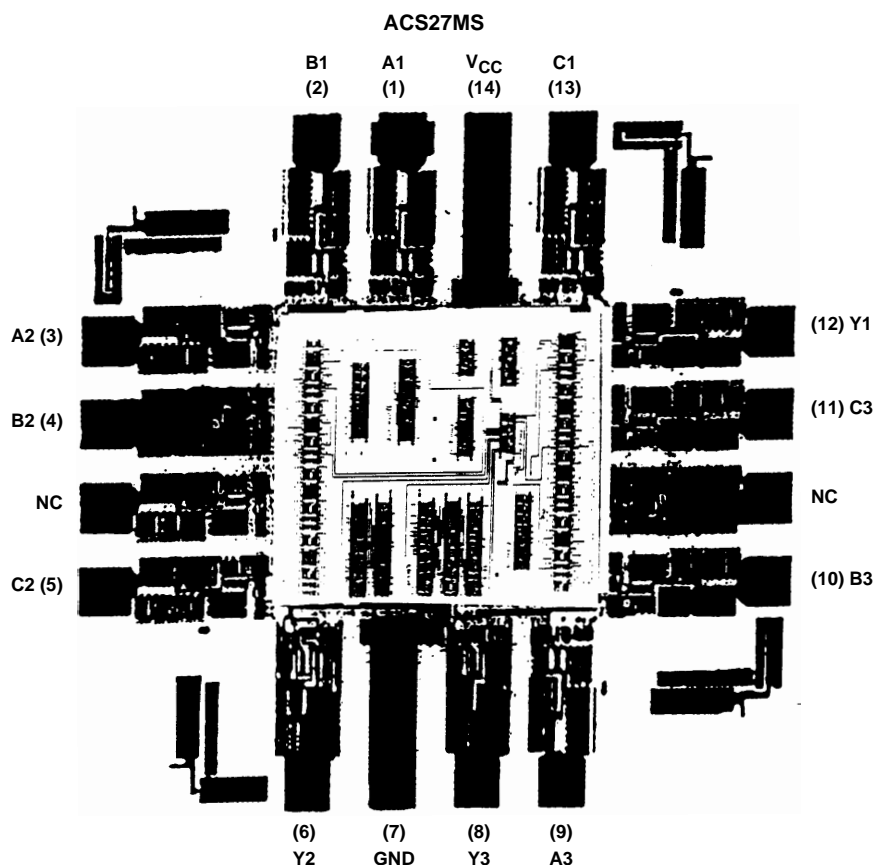 ACS27MS
B1 A1 VCC C1
(2) (1) (14) (13)
A2 (3)
(12) Y1
B2 (4)
(11) C3
NC
NC
C2 (5)
(10) B3
(6) (7) (8) (9)
Y2 GND Y3 A3